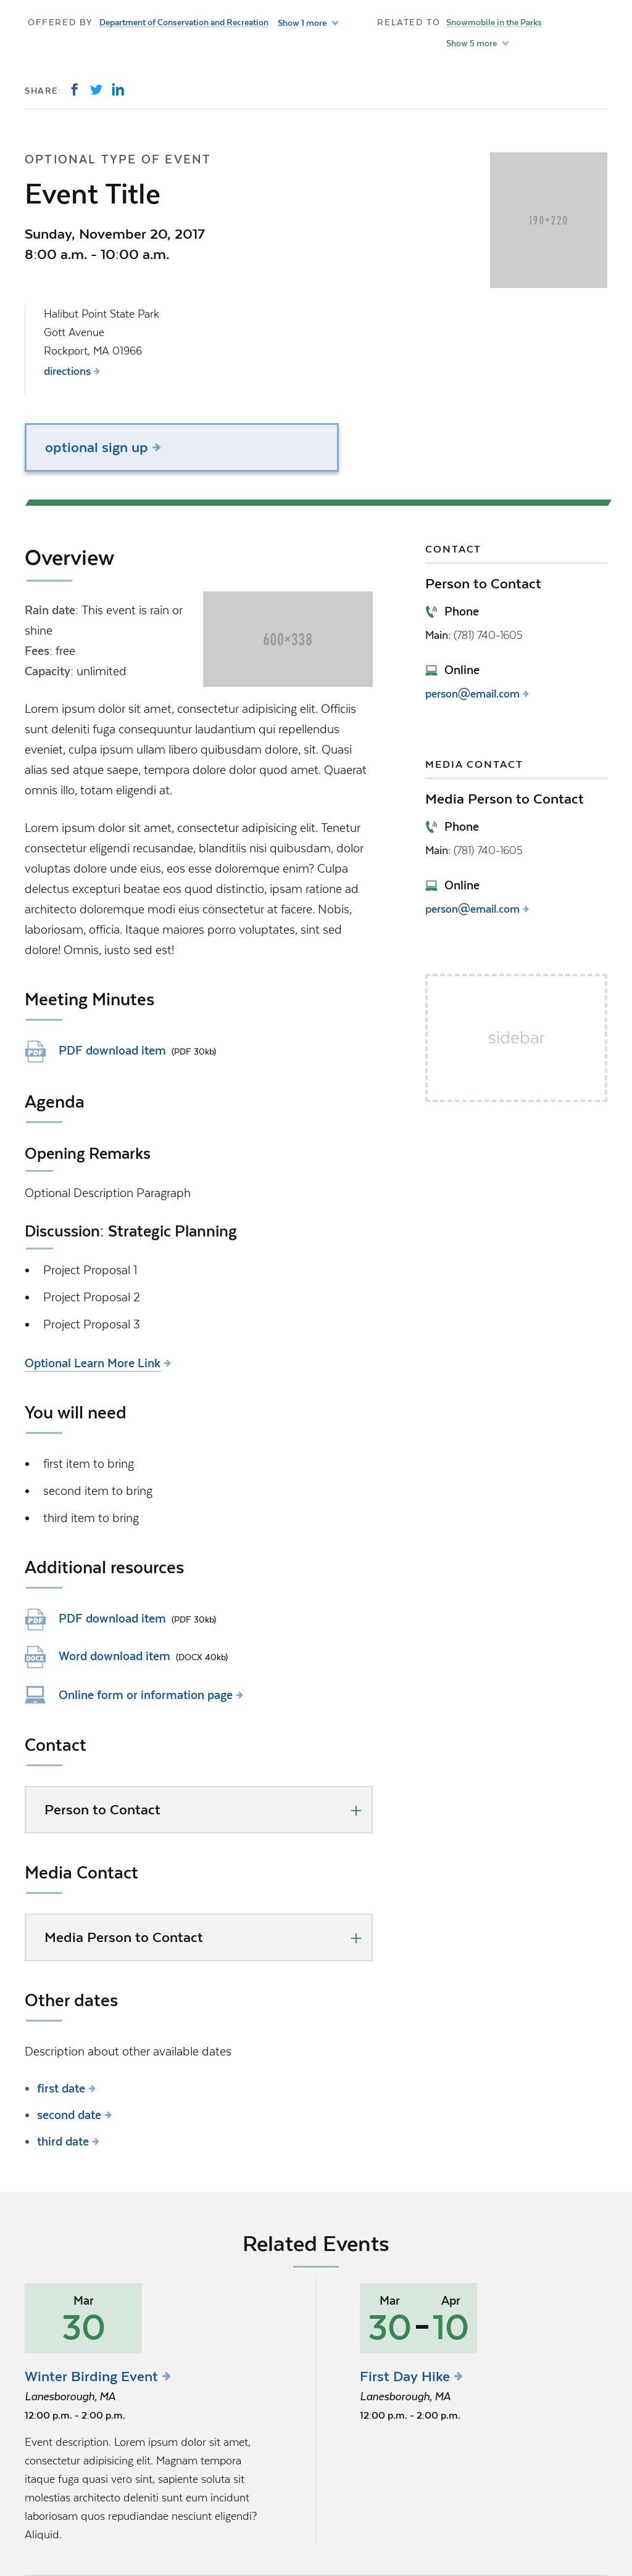 OFFERED BY Department of Conservation and Recreation Show 1 more
RELATED TO Snowmobile in the Parks
Show 5 more
SHARE:
OPTIONAL TYPE OF EVENT
Event Title
Sunday, November 20, 2017
8:00 a.m. - 10:00 a.m.
190×220
Halibut Point State Park
Gott Avenue
Rockport, MA 01966
directions
optional sign up
Overview
Rain date: This event is rain or
shine
Fees: free
Capacity: unlimited
600×338
Lorem ipsum dolor sit amet, consectetur adipisicing elit. Officiis
sunt deleniti fuga consequuntur laudantium qui repellendus
eveniet, culpa ipsum ullam libero quibusdam dolore, sit. Quasi
alias sed atque saepe, tempora dolore dolor quod amet. Quaerat
omnis illo, totam eligendi at.
Lorem ipsum dolor sit amet, consectetur adipisicing elit. Tenetur
consectetur eligendi recusandae, blanditiis nisi quibusdam, dolor
voluptas dolore unde eius, eos esse doloremque enim? Culpa
delectus excepturi beatae eos quod distinctio, ipsam ratione ad
architecto doloremque modi eius consectetur at facere. Nobis,
laboriosam, officia. Itaque maiores porro voluptates, sint sed
dolore! Omnis, iusto sed est!
Meeting Minutes
PDF
PDF download item (PDF 30kb)
Agenda
Opening Remarks
Optional Description Paragraph
Discussion: Strategic Planning
• Project Proposal 1
• Project Proposal 2
• Project Proposal 3
Optional Learn More Link
You will need
• first item to bring
• second item to bring
• third item to bring
Additional resources
PDF
PDF download item (PDF 30kb)
DOCX
Word download item (DOCX 40kb)
Online form or information page
Contact
Person to Contact
Media Contact
Media Person to Contact
Other dates
Description about other available dates
• first date
• second date
• third date
CONTACT
Person to Contact
Phone
Main: (781) 740-1605
Online
person@email.com
MEDIA CONTACT
Media Person to Contact
Phone
Main: (781) 740-1605
Online
person@email.com
sidebar
Related Events
Mar
30
Winter Birding Event
Lanesborough, MA
12:00 p.m. - 2:00 p.m.
Event description. Lorem ipsum dolor sit amet,
consectetur adipisicing elit. Magnam tempora
itaque fuga quasi vero sint, sapiente soluta sit
molestias architecto deleniti sunt eum incidunt
laboriosam quos repudiandae nesciunt eligendi?
Aliquid.
Mar Apr
30-10
First Day Hike
Lanesborough, MA
12:00 p.m. - 2:00 p.m.